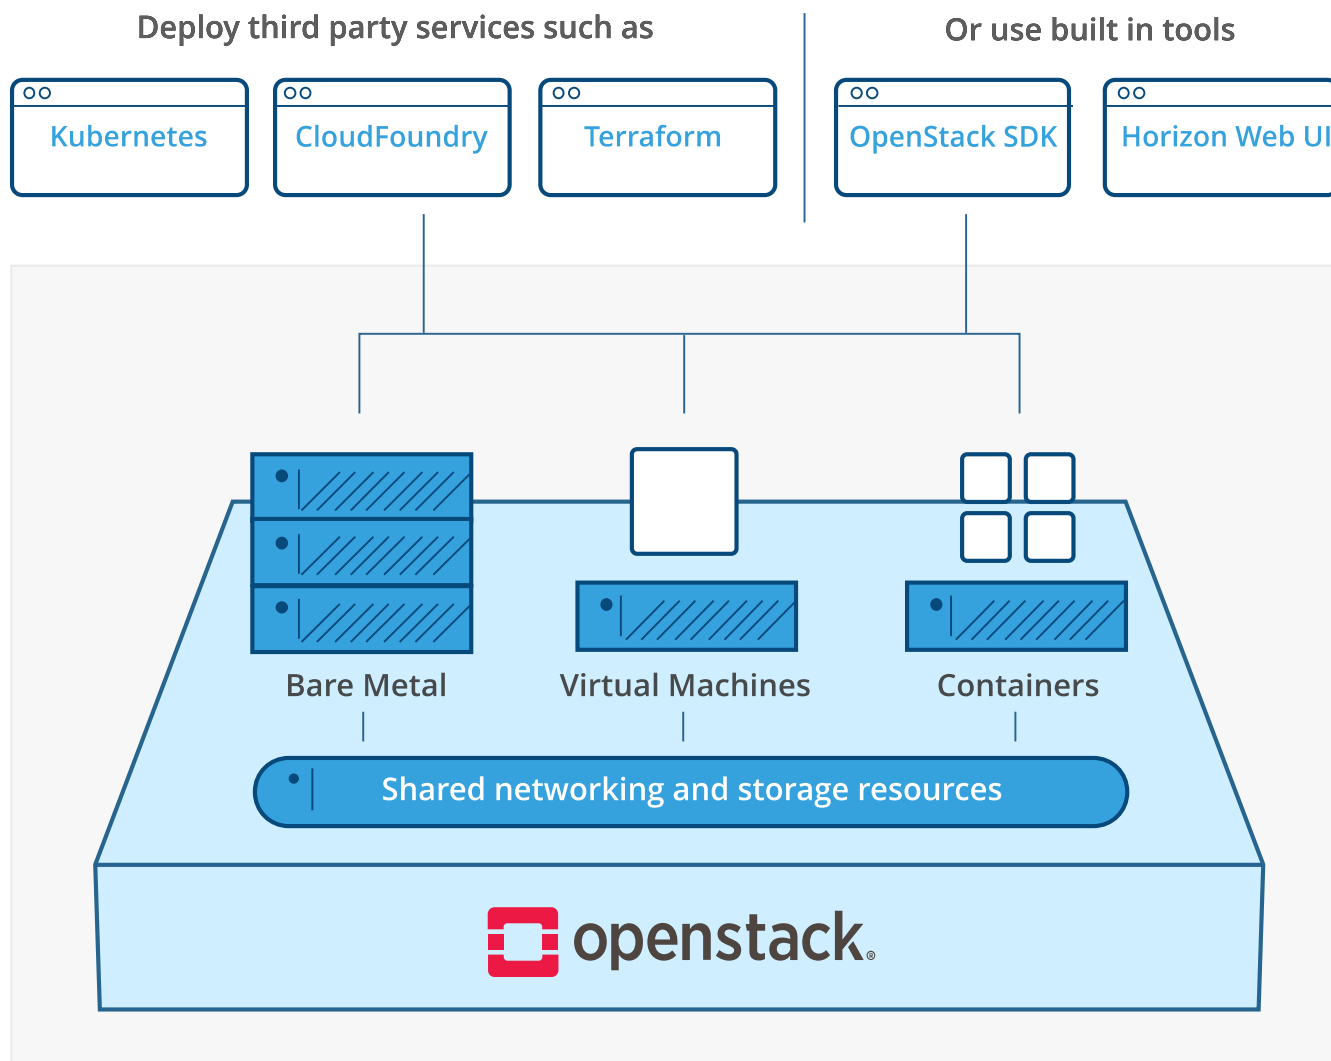 Deploy third party services such as
Or use built in tools
Kubernetes
CloudFoundry
Terraform
OpenStack SDK
Horizon Web UI
Bare Metal
Virtual Machines
Containers
Shared networking and storage resources
openstack®